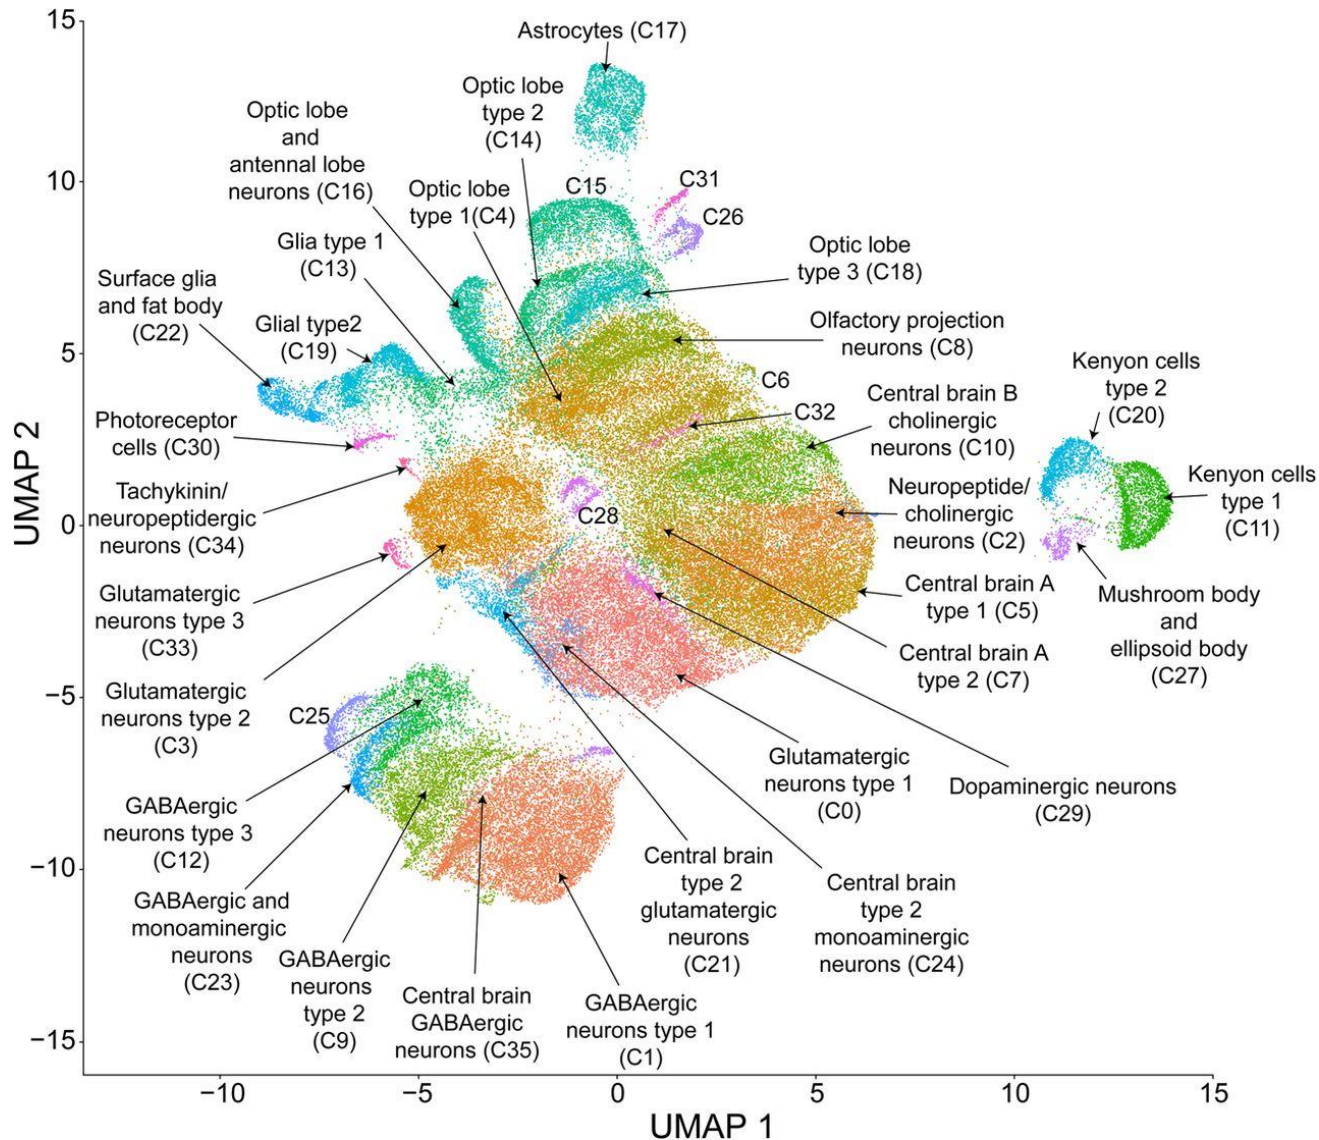 15
Astrocytes (C17)
Optic lobe
type 2
(C14)
Optic lobe
and
antennal lobe
neurons (C16)
10
Optic lobe
type 1(C4)
C15
C31
C26
Glia type 1
(C13)
Optic lobe
type 3 (C18)
Surface glia
and fat body
(C22)
Glial type2
(C19)
Olfactory projection
neurons (C8)
5
C6
Kenyon cells
type 2
(C20)
Photoreceptor
cells (C30)
C32
Central brain B
cholinergic
neurons (C10)
Kenyon cells
type 1
(C11)
Tachykinin/
neuropeptidergic
neurons (C34)
C28
Neuropeptide/
cholinergic
neurons (C2)
UMAP 2
0
Glutamatergic
neurons type 3
(C33)
Central brain A
type 1 (C5)
Mushroom body
and
ellipsoid body
(C27)
Central brain A
type 2 (C7)
Glutamatergic
neurons type 2
(C3)
−5
C25
Glutamatergic
neurons type 1
(C0)
Dopaminergic neurons
(C29)
GABAergic
neurons type 3
(C12)
−10
Central brain
type 2
glutamatergic
neurons
(C21)
Central brain
type 2
monoaminergic
neurons (C24)
GABAergic and
monoaminergic
neurons
(C23)
GABAergic
neurons
type 2
(C9)
Central brain
GABAergic
neurons (C35)
GABAergic
neurons type 1
(C1)
−15
−10
−5
0
5
10
15
UMAP 1